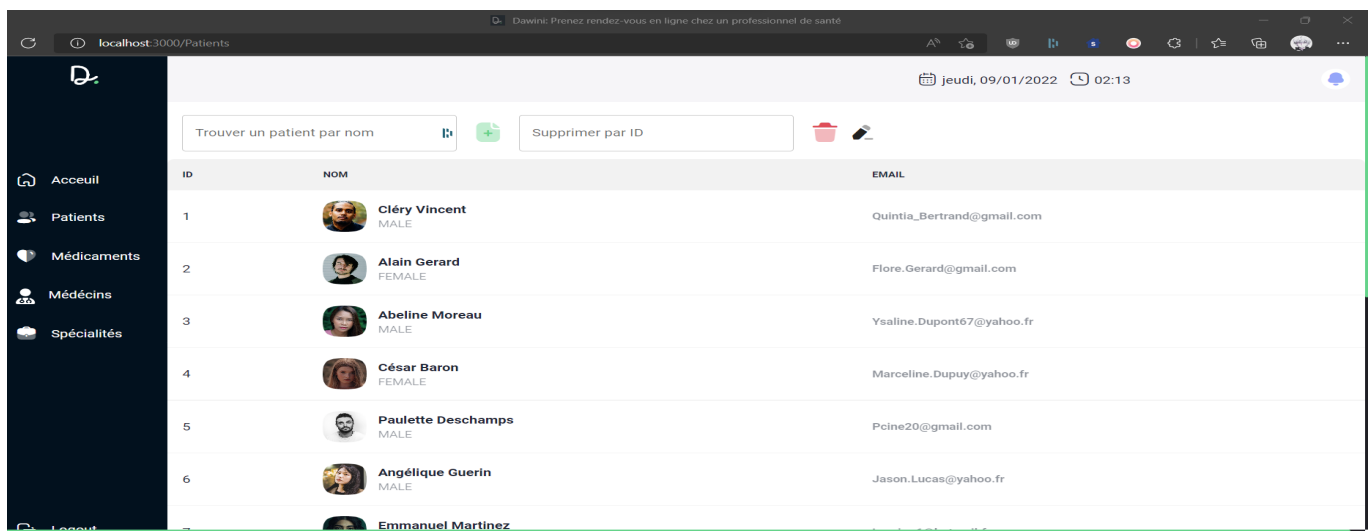 Dawini: Prenez rendez-vous en ligne chez un professionnel de santé
localhost:3000/Patients
D.
jeudi, 09/01/2022 02:13
Trouver un patient par nom
Supprimer par ID
ID NOM EMAIL
Acceuil
Patients
Médicaments
Médécins
Spécialités
Logout
1 Cléry Vincent Quintia_Bertrand@gmail.com
MALE
2 Alain Gerard Flore.Gerard@gmail.com
FEMALE
3 Abeline Moreau Ysaline.Dupont67@yahoo.fr
MALE
4 César Baron Marceline.Dupuy@yahoo.fr
FEMALE
5 Paulette Deschamps Pcine20@gmail.com
MALE
6 Angélique Guerin Jason.Lucas@yahoo.fr
MALE
Emmanuel Martinez